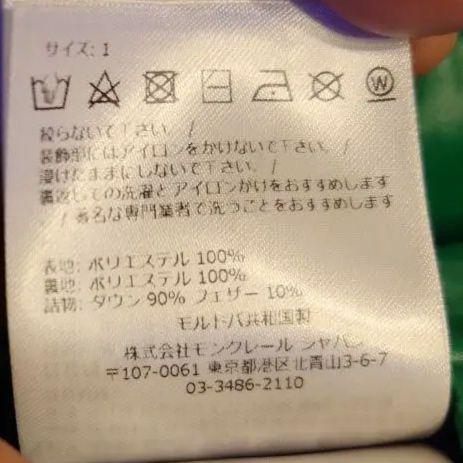 サイズ: 1
W
絞らないで下さい。 /
装飾部にはアイロンをかけないで下さい。 /
浸けたままにしないで下さい。 /
裏返しての洗濯とアイロンがけをおすすめします
/ 著名な専門業者で洗うことをおすすめします
表地: ポリエステル 100%
裏地: ポリエステル 100%
詰物: ダウン 90% フェザー 10%
モルドバ共和国製
株式会社モンクレール ジャパン
〒107-0061 東京都港区北青山3-6-7
03-3486-2110